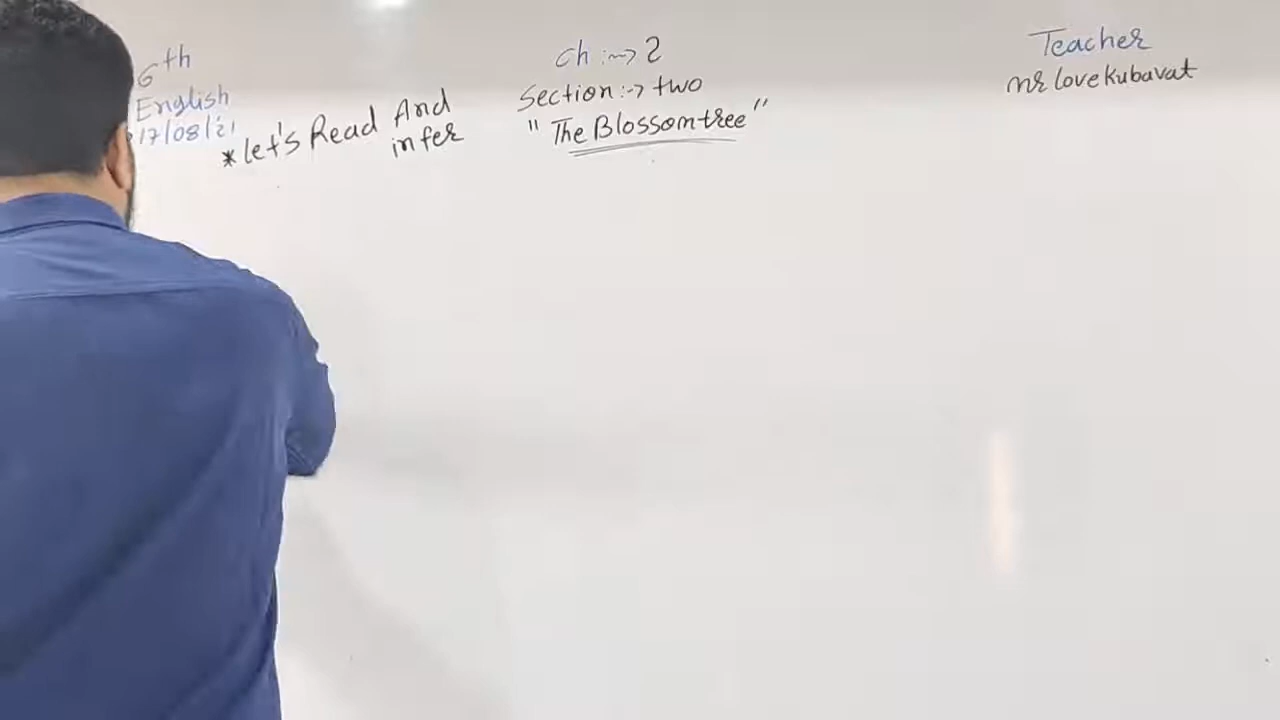 6th
English
17/08/21
*Let's Read And
infer
Ch :~> 2
Section :-> two
"The Blossom tree"
Teacher
mr love kubavat